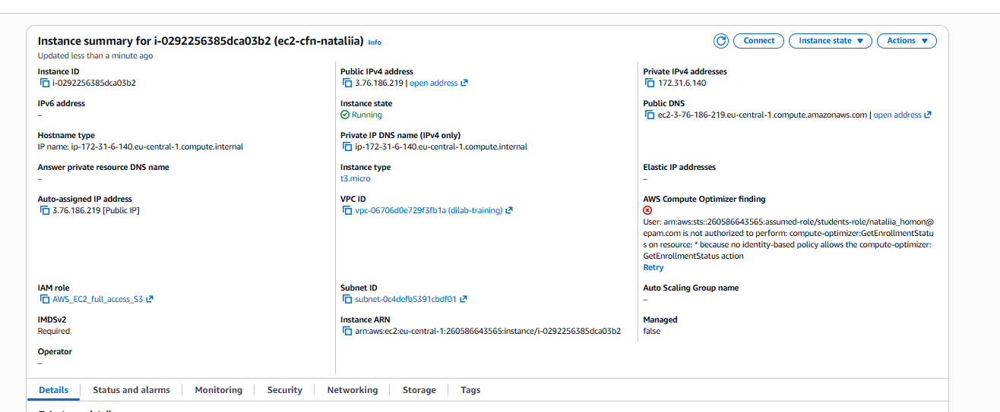 Instance summary for i-0292256385dca03b2 (ec2-cfn-nataliia) Info
Updated less than a minute ago
Connect
Instance state
Actions
Instance ID
i-0292256385dca03b2
Public IPv4 address
3.76.186.219 | open address
Private IPv4 addresses
172.31.6.140
IPv6 address
–
Instance state
Running
Public DNS
ec2-3-76-186-219.eu-central-1.compute.amazonaws.com | open address
Hostname type
IP name: ip-172-31-6-140.eu-central-1.compute.internal
Private IP DNS name (IPv4 only)
ip-172-31-6-140.eu-central-1.compute.internal
Answer private resource DNS name
–
Instance type
t3.micro
Elastic IP addresses
–
Auto-assigned IP address
3.76.186.219 [Public IP]
VPC ID
vpc-06706d0e729f3fb1a (dilab-training)
AWS Compute Optimizer finding
User: arn:aws:sts::260586643565:assumed-role/students-role/nataliia_homon@
epam.com is not authorized to perform: compute-optimizer:GetEnrollmentStatu
s on resource: * because no identity-based policy allows the compute-optimizer:
GetEnrollmentStatus action
Retry
IAM role
AWS_EC2_full_access_S3
Subnet ID
subnet-0c4defb5391cbdf01
Auto Scaling Group name
–
IMDSv2
Required
Instance ARN
arn:aws:ec2:eu-central-1:260586643565:instance/i-0292256385dca03b2
Managed
false
Operator
–
Details
Status and alarms
Monitoring
Security
Networking
Storage
Tags